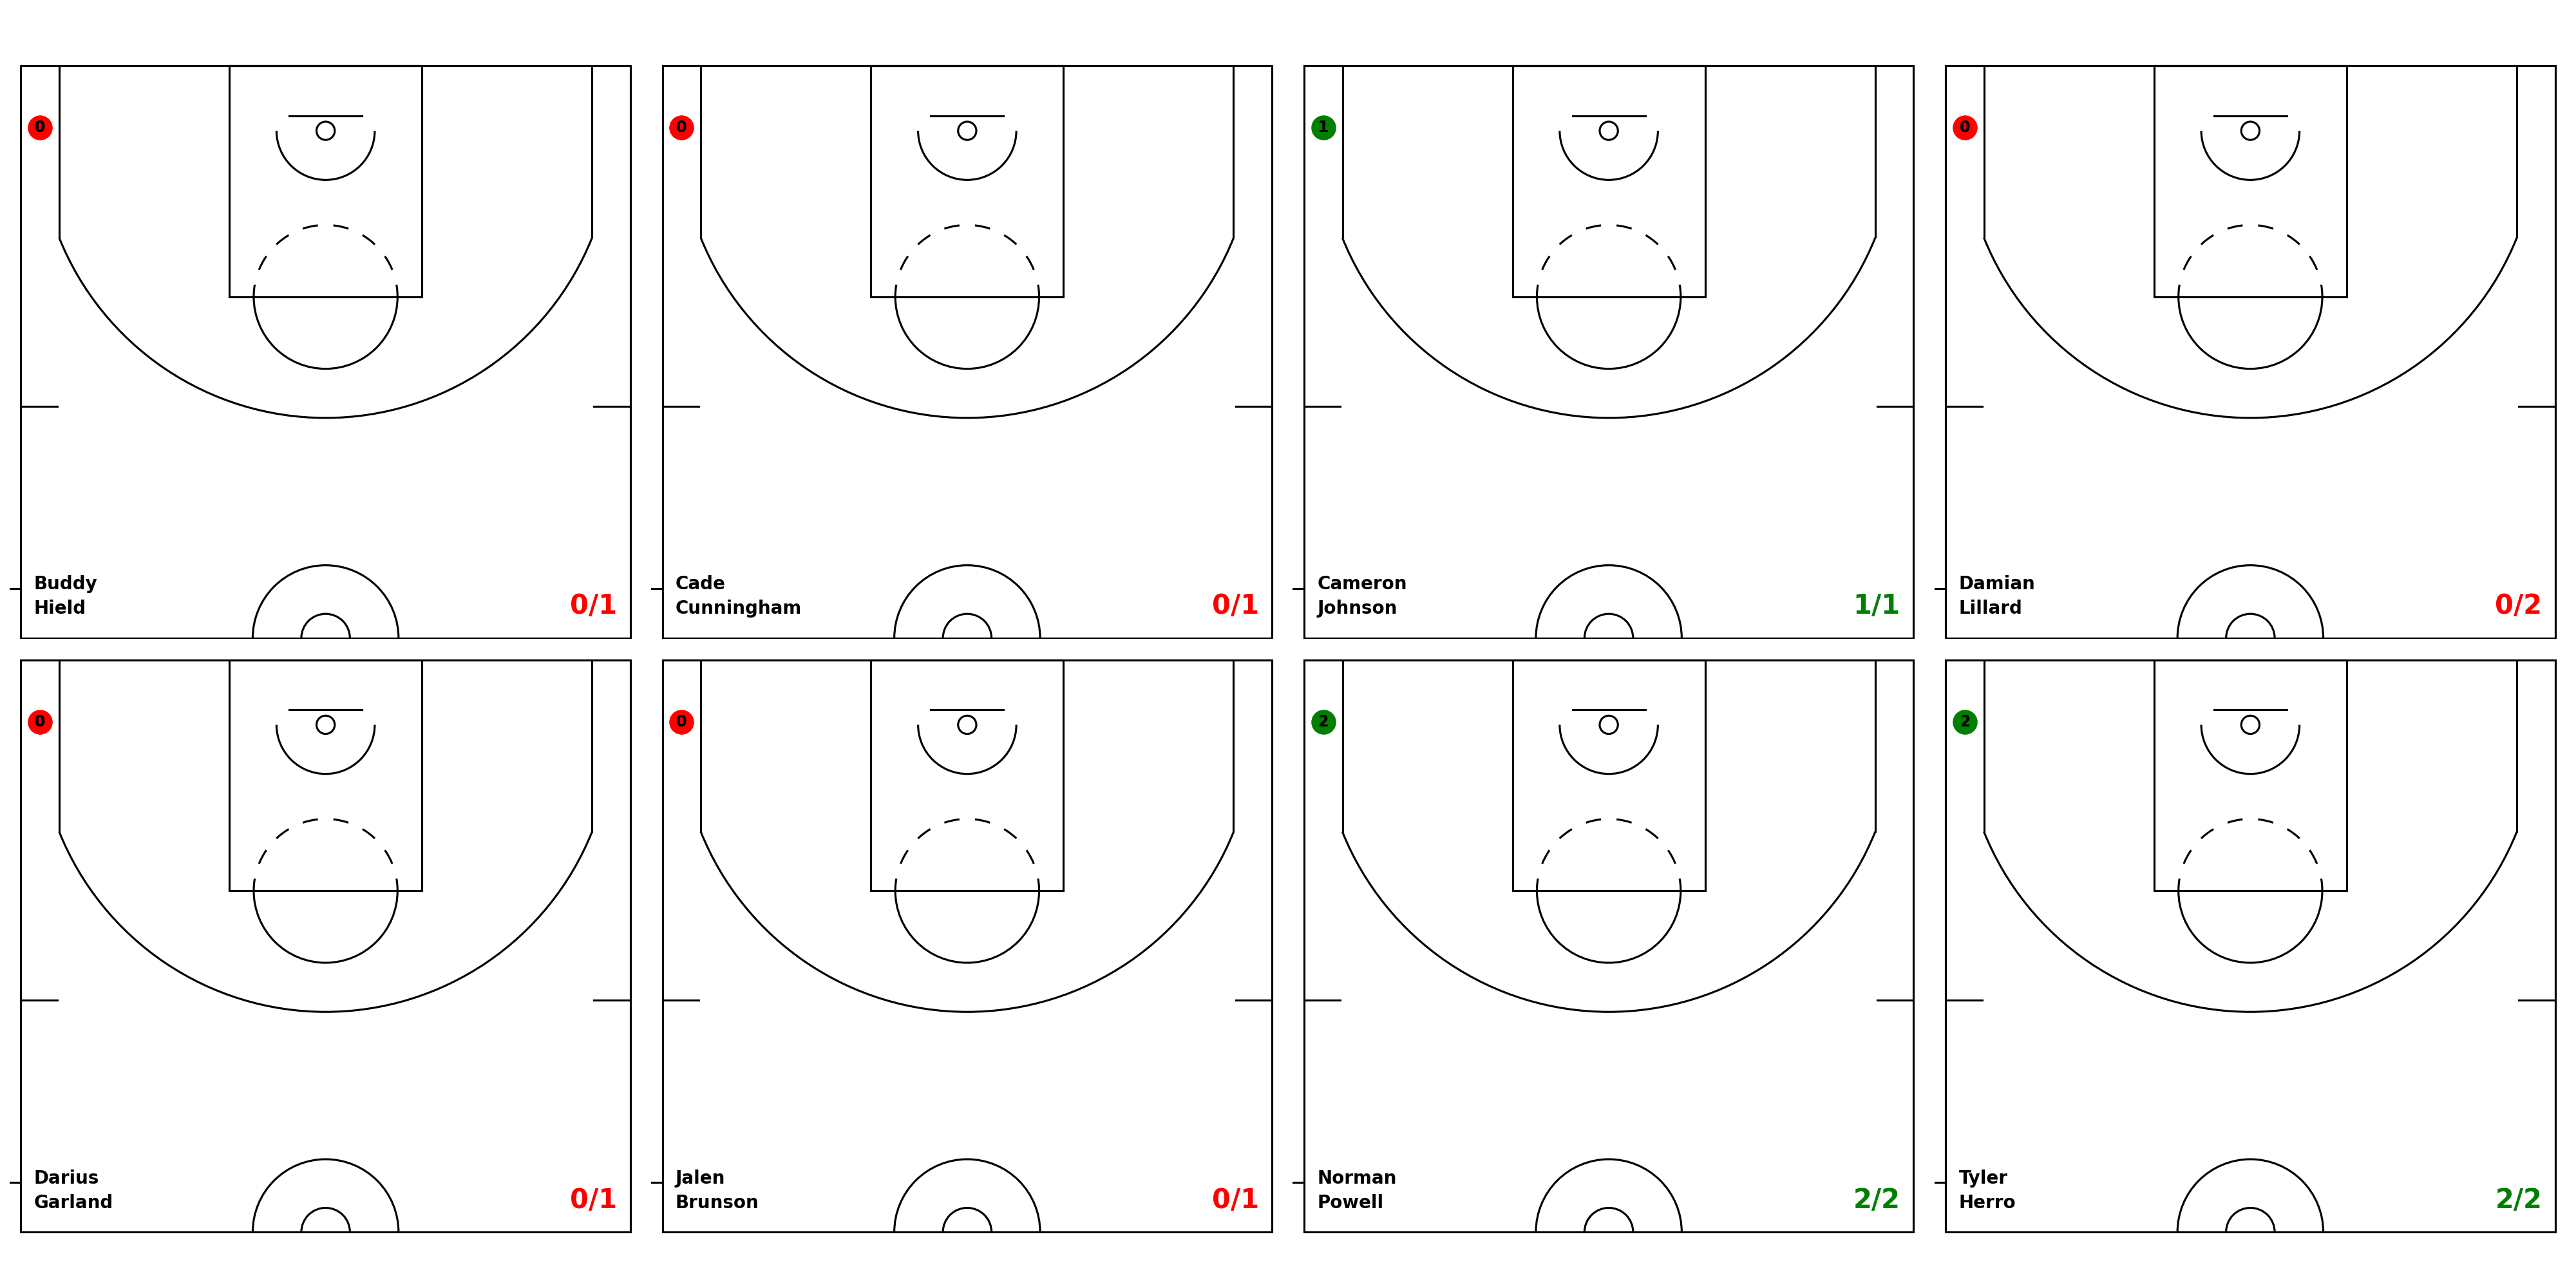 0
Buddy
Hield
0/1
0
Cade
Cunningham
0/1
1
Cameron
Johnson
1/1
0
Damian
Lillard
0/2
0
Darius
Garland
0/1
0
Jalen
Brunson
0/1
2
Norman
Powell
2/2
2
Tyler
Herro
2/2